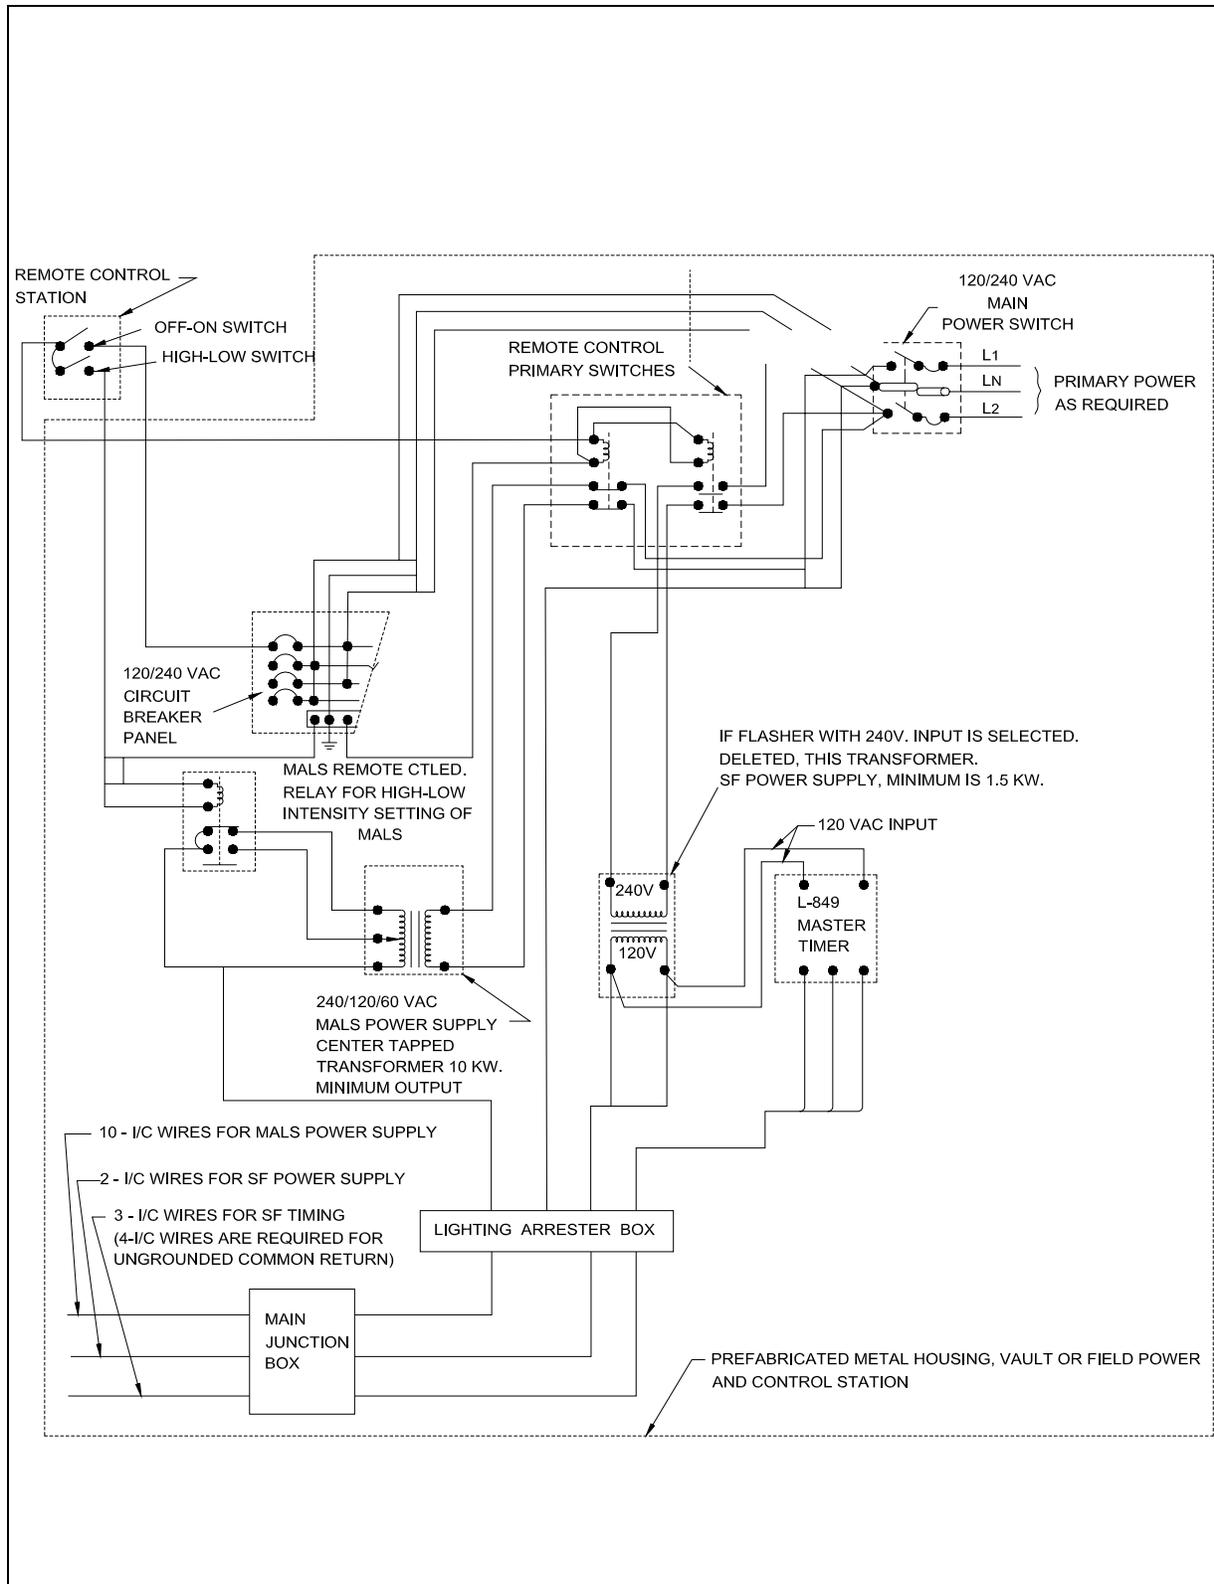 REMOTE CONTROL
STATION
OFF-ON SWITCH
HIGH-LOW SWITCH
REMOTE CONTROL
PRIMARY SWITCHES
120/240 VAC
MAIN
POWER SWITCH
L1
LN
L2
PRIMARY POWER
AS REQUIRED
120/240 VAC
CIRCUIT
BREAKER
PANEL
MALS REMOTE CTLED.
RELAY FOR HIGH-LOW
INTENSITY SETTING OF
MALS
IF FLASHER WITH 240V. INPUT IS SELECTED.
DELETED, THIS TRANSFORMER.
SF POWER SUPPLY, MINIMUM IS 1.5 KW.
120 VAC INPUT
240V
120V
L-849
MASTER
TIMER
240/120/60 VAC
MALS POWER SUPPLY
CENTER TAPPED
TRANSFORMER 10 KW.
MINIMUM OUTPUT
10 - I/C WIRES FOR MALS POWER SUPPLY
2 - I/C WIRES FOR SF POWER SUPPLY
3 - I/C WIRES FOR SF TIMING
(4-I/C WIRES ARE REQUIRED FOR
UNGROUNDED COMMON RETURN)
LIGHTING ARRESTER BOX
MAIN
JUNCTION
BOX
PREFABRICATED METAL HOUSING, VAULT OR FIELD POWER
AND CONTROL STATION